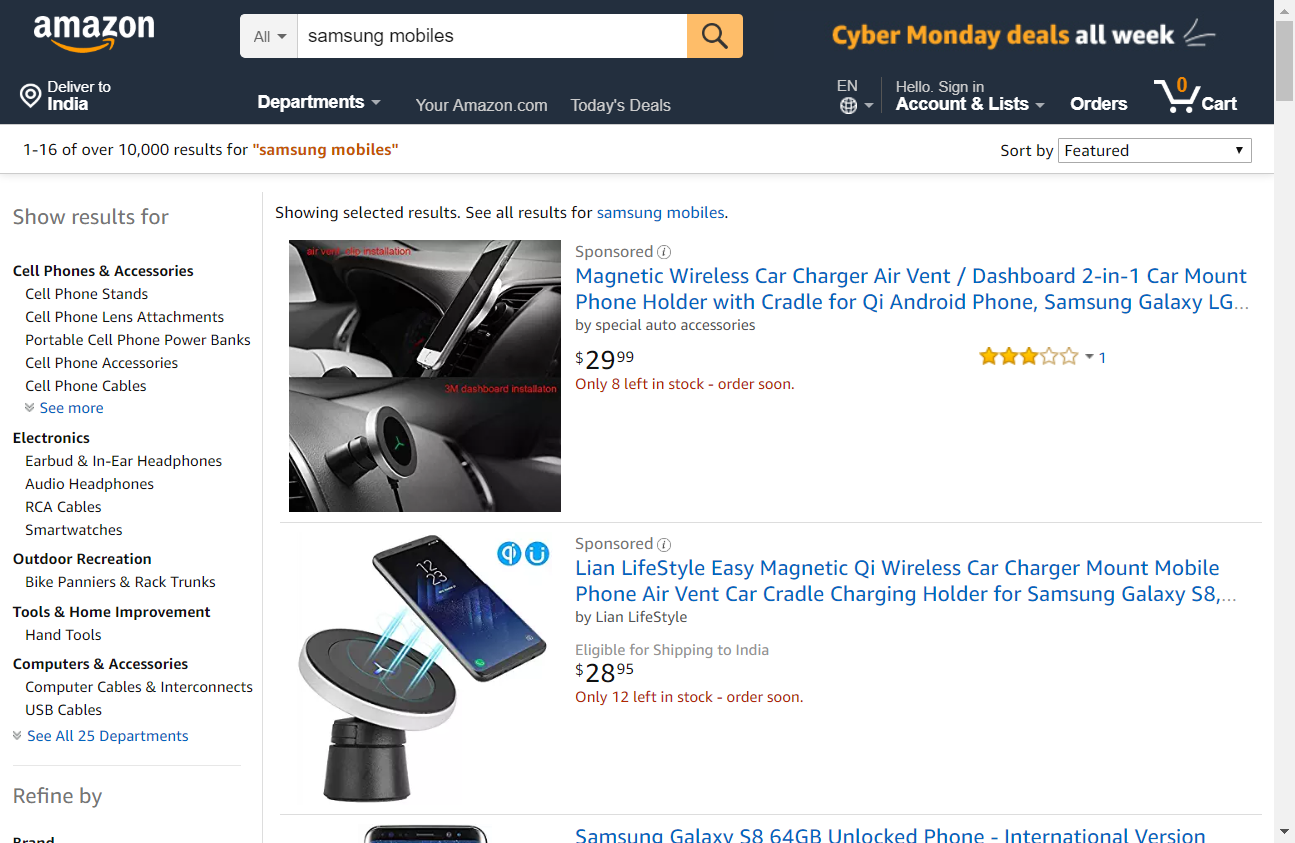 amazon
All
samsung mobiles
Cyber Monday deals all week
Deliver to
India
Departments
Your Amazon.com
Today's Deals
EN
Hello. Sign in
Account & Lists
Orders
0
Cart
1-16 of over 10,000 results for "samsung mobiles"
Sort by Featured
Show results for
Cell Phones & Accessories
Cell Phone Stands
Cell Phone Lens Attachments
Portable Cell Phone Power Banks
Cell Phone Accessories
Cell Phone Cables
See more
Electronics
Earbud & In-Ear Headphones
Audio Headphones
RCA Cables
Smartwatches
Outdoor Recreation
Bike Panniers & Rack Trunks
Tools & Home Improvement
Hand Tools
Computers & Accessories
Computer Cables & Interconnects
USB Cables
See All 25 Departments
Refine by
Brand
Showing selected results. See all results for samsung mobiles.
air vent clip installation
3M dashboard installaton
Sponsored
Magnetic Wireless Car Charger Air Vent / Dashboard 2-in-1 Car Mount
Phone Holder with Cradle for Qi Android Phone, Samsung Galaxy LG...
by special auto accessories
$29 99
1
Only 8 left in stock - order soon.
qi
12
23
Sponsored
Lian LifeStyle Easy Magnetic Qi Wireless Car Charger Mount Mobile
Phone Air Vent Car Cradle Charging Holder for Samsung Galaxy S8,...
by Lian LifeStyle
Eligible for Shipping to India
$28 95
Only 12 left in stock - order soon.
Samsung Galaxy S8 64GB Unlocked Phone - International Version